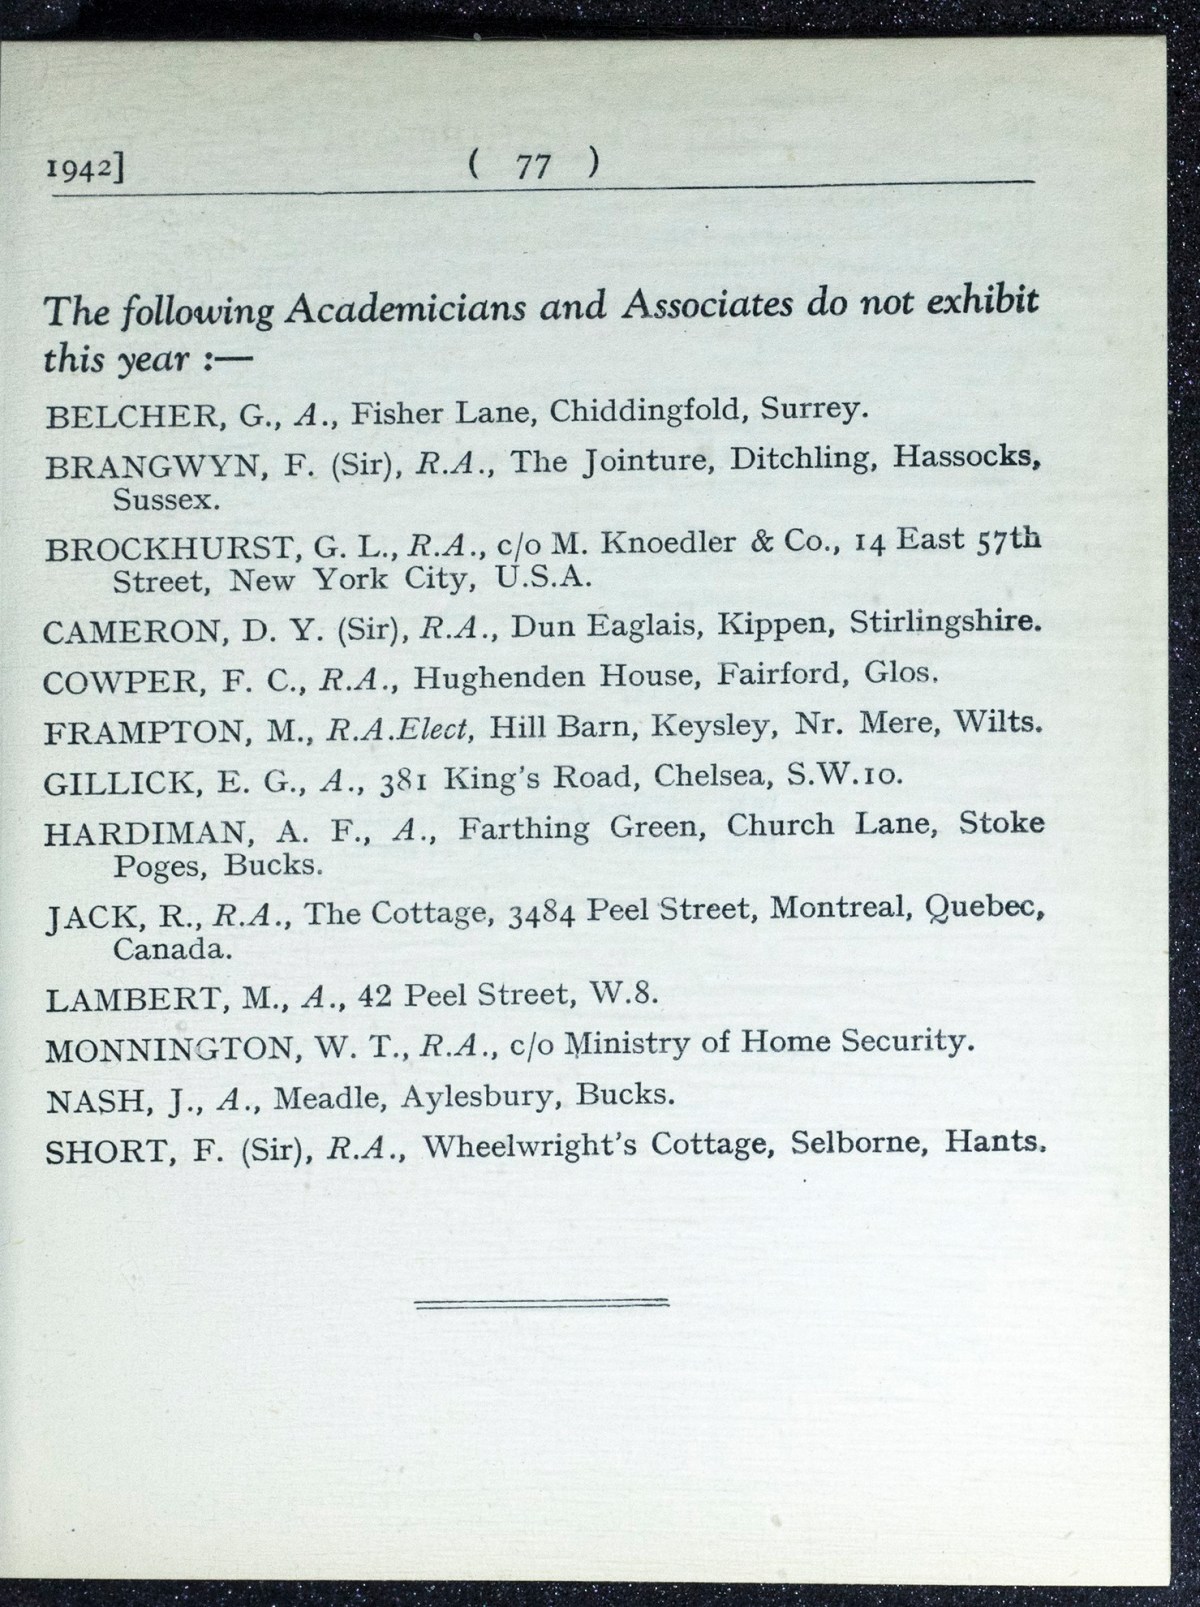 1942] ( 77 )
The following Academicians and Associates do not exhibit
this year :—
BELCHER, G., A., Fisher Lane, Chiddingfold, Surrey.
BRANGWYN, F. (Sir), R.A., The Jointure, Ditchling, Hassocks,
Sussex.
BROCKHURST, G. L., R.A., c/o M. Knoedler & Co., 14 East 57th
Street, New York City, U.S.A.
CAMERON, D. Y. (Sir), R.A., Dun Eaglais, Kippen, Stirlingshire.
COWPER, F. C., R.A., Hughenden House, Fairford, Glos.
FRAMPTON, M., R.A.Elect, Hill Barn, Keysley, Nr. Mere, Wilts.
GILLICK, E. G., A., 381 King's Road, Chelsea, S.W.10.
HARDIMAN, A. F., A., Farthing Green, Church Lane, Stoke
Poges, Bucks.
JACK, R., R.A., The Cottage, 3484 Peel Street, Montreal, Quebec,
Canada.
LAMBERT, M., A., 42 Peel Street, W.8.
MONNINGTON, W. T., R.A., c/o Ministry of Home Security.
NASH, J., A., Meadle, Aylesbury, Bucks.
SHORT, F. (Sir), R.A., Wheelwright's Cottage, Selborne, Hants.